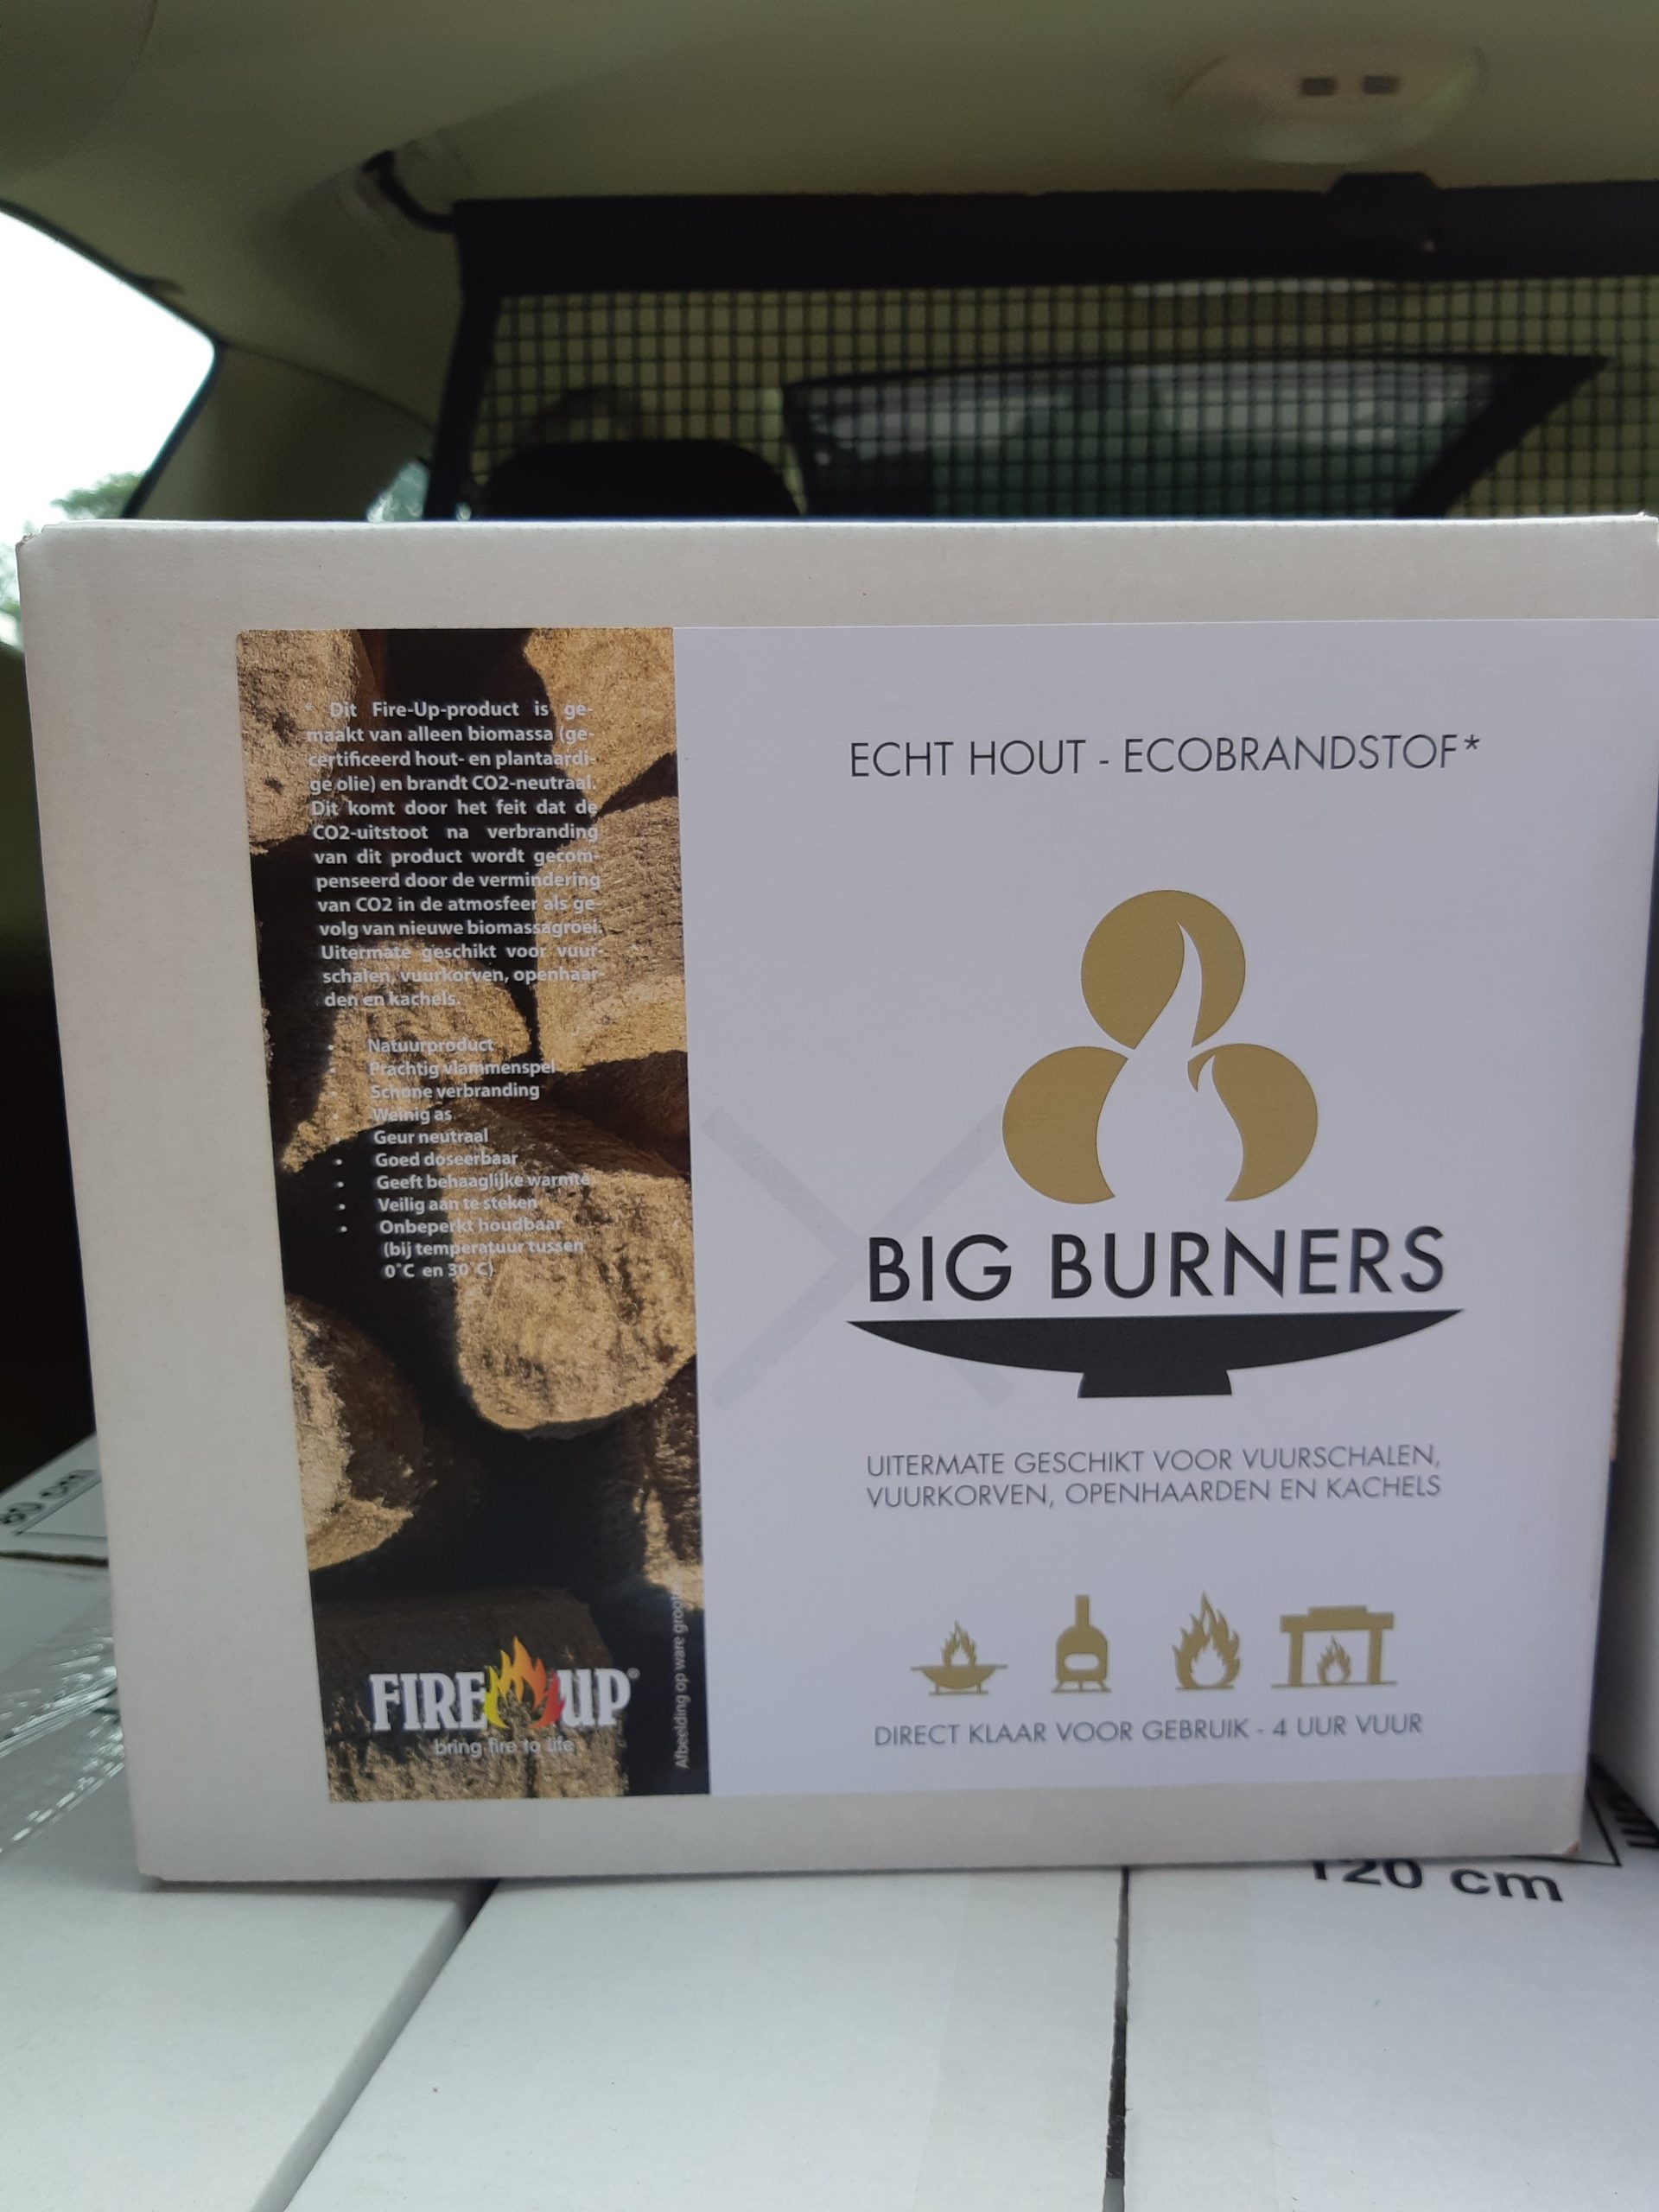 * Dit Fire-Up-product is ge-
maakt van alleen biomassa (ge-
certificeerd hout- en plantaardi-
ge olie) en brandt CO2-neutraal.
Dit komt door het feit dat de
CO2-uitstoot na verbranding
van dit product wordt gecom-
penseerd door de vermindering
van CO2 in de atmosfeer als ge-
volg van nieuwe biomassagroei.
Uitermate geschikt voor vuur-
schalen, vuurkorven, openhaar-
den en kachels.
• Natuurproduct
• Prachtig vlammenspel
• Schone verbranding
• Weinig as
Geur neutraal
• Goed doseerbaar
• Geeft behaaglijke warmte
• Veilig aan te steken
• Onbeperkt houdbaar
(bij temperatuur tussen
0°C en 30°C)
FIRE UP®
bring fire to life
Afbeelding op ware groot
ECHT HOUT - ECOBRANDSTOF*
BIG BURNERS
UITERMATE GESCHIKT VOOR VUURSCHALEN,
VUURKORVEN, OPENHAARDEN EN KACHELS
DIRECT KLAAR VOOR GEBRUIK - 4 UUR VUUR
60 cm
120 cm